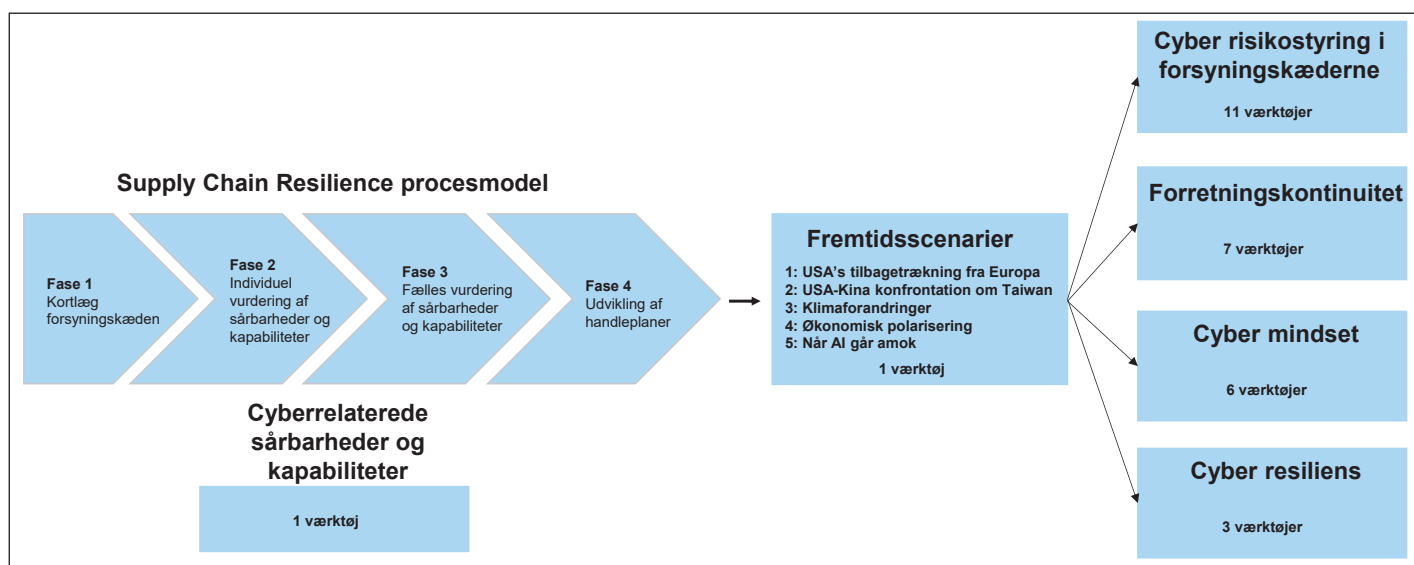 Supply Chain Resilience procesmodel
Fase 1
Kortlæg
forsyningskæden
Fase 2
Individuel
vurdering af
sårbarheder og
kapabiliteter
Fase 3
Fælles vurdering
af sårbarheder
og kapabiliteter
Fase 4
Udvikling af
handleplaner
Cyberrelaterede
sårbarheder og
kapabiliteter
1 værktøj
Fremtidsscenarier
1: USA's tilbagetrækning fra Europa
2: USA-Kina konfrontation om Taiwan
3: Klimaforandringer
4: Økonomisk polarisering
5: Når AI går amok
1 værktøj
Cyber risikostyring i
forsyningskæderne
11 værktøjer
Forretningskontinuitet
7 værktøjer
Cyber mindset
6 værktøjer
Cyber resiliens
3 værktøjer